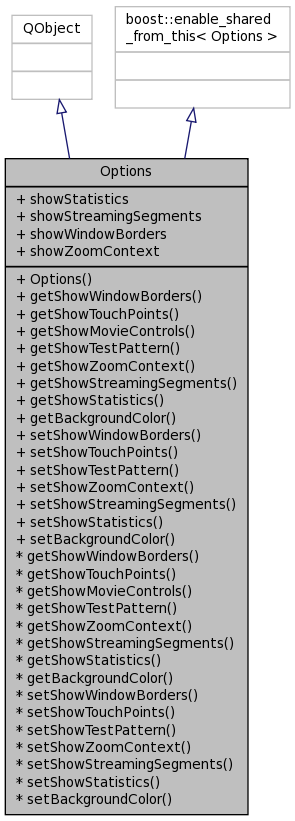 QObject
boost::enable_shared
_from_this< Options >
Options
+ showStatistics
+ showStreamingSegments
+ showWindowBorders
+ showZoomContext
+ Options()
+ getShowWindowBorders()
+ getShowTouchPoints()
+ getShowMovieControls()
+ getShowTestPattern()
+ getShowZoomContext()
+ getShowStreamingSegments()
+ getShowStatistics()
+ getBackgroundColor()
+ setShowWindowBorders()
+ setShowTouchPoints()
+ setShowTestPattern()
+ setShowZoomContext()
+ setShowStreamingSegments()
+ setShowStatistics()
+ setBackgroundColor()
* getShowWindowBorders()
* getShowTouchPoints()
* getShowMovieControls()
* getShowTestPattern()
* getShowZoomContext()
* getShowStreamingSegments()
* getShowStatistics()
* getBackgroundColor()
* setShowWindowBorders()
* setShowTouchPoints()
* setShowTestPattern()
* setShowZoomContext()
* setShowStreamingSegments()
* setShowStatistics()
* setBackgroundColor()